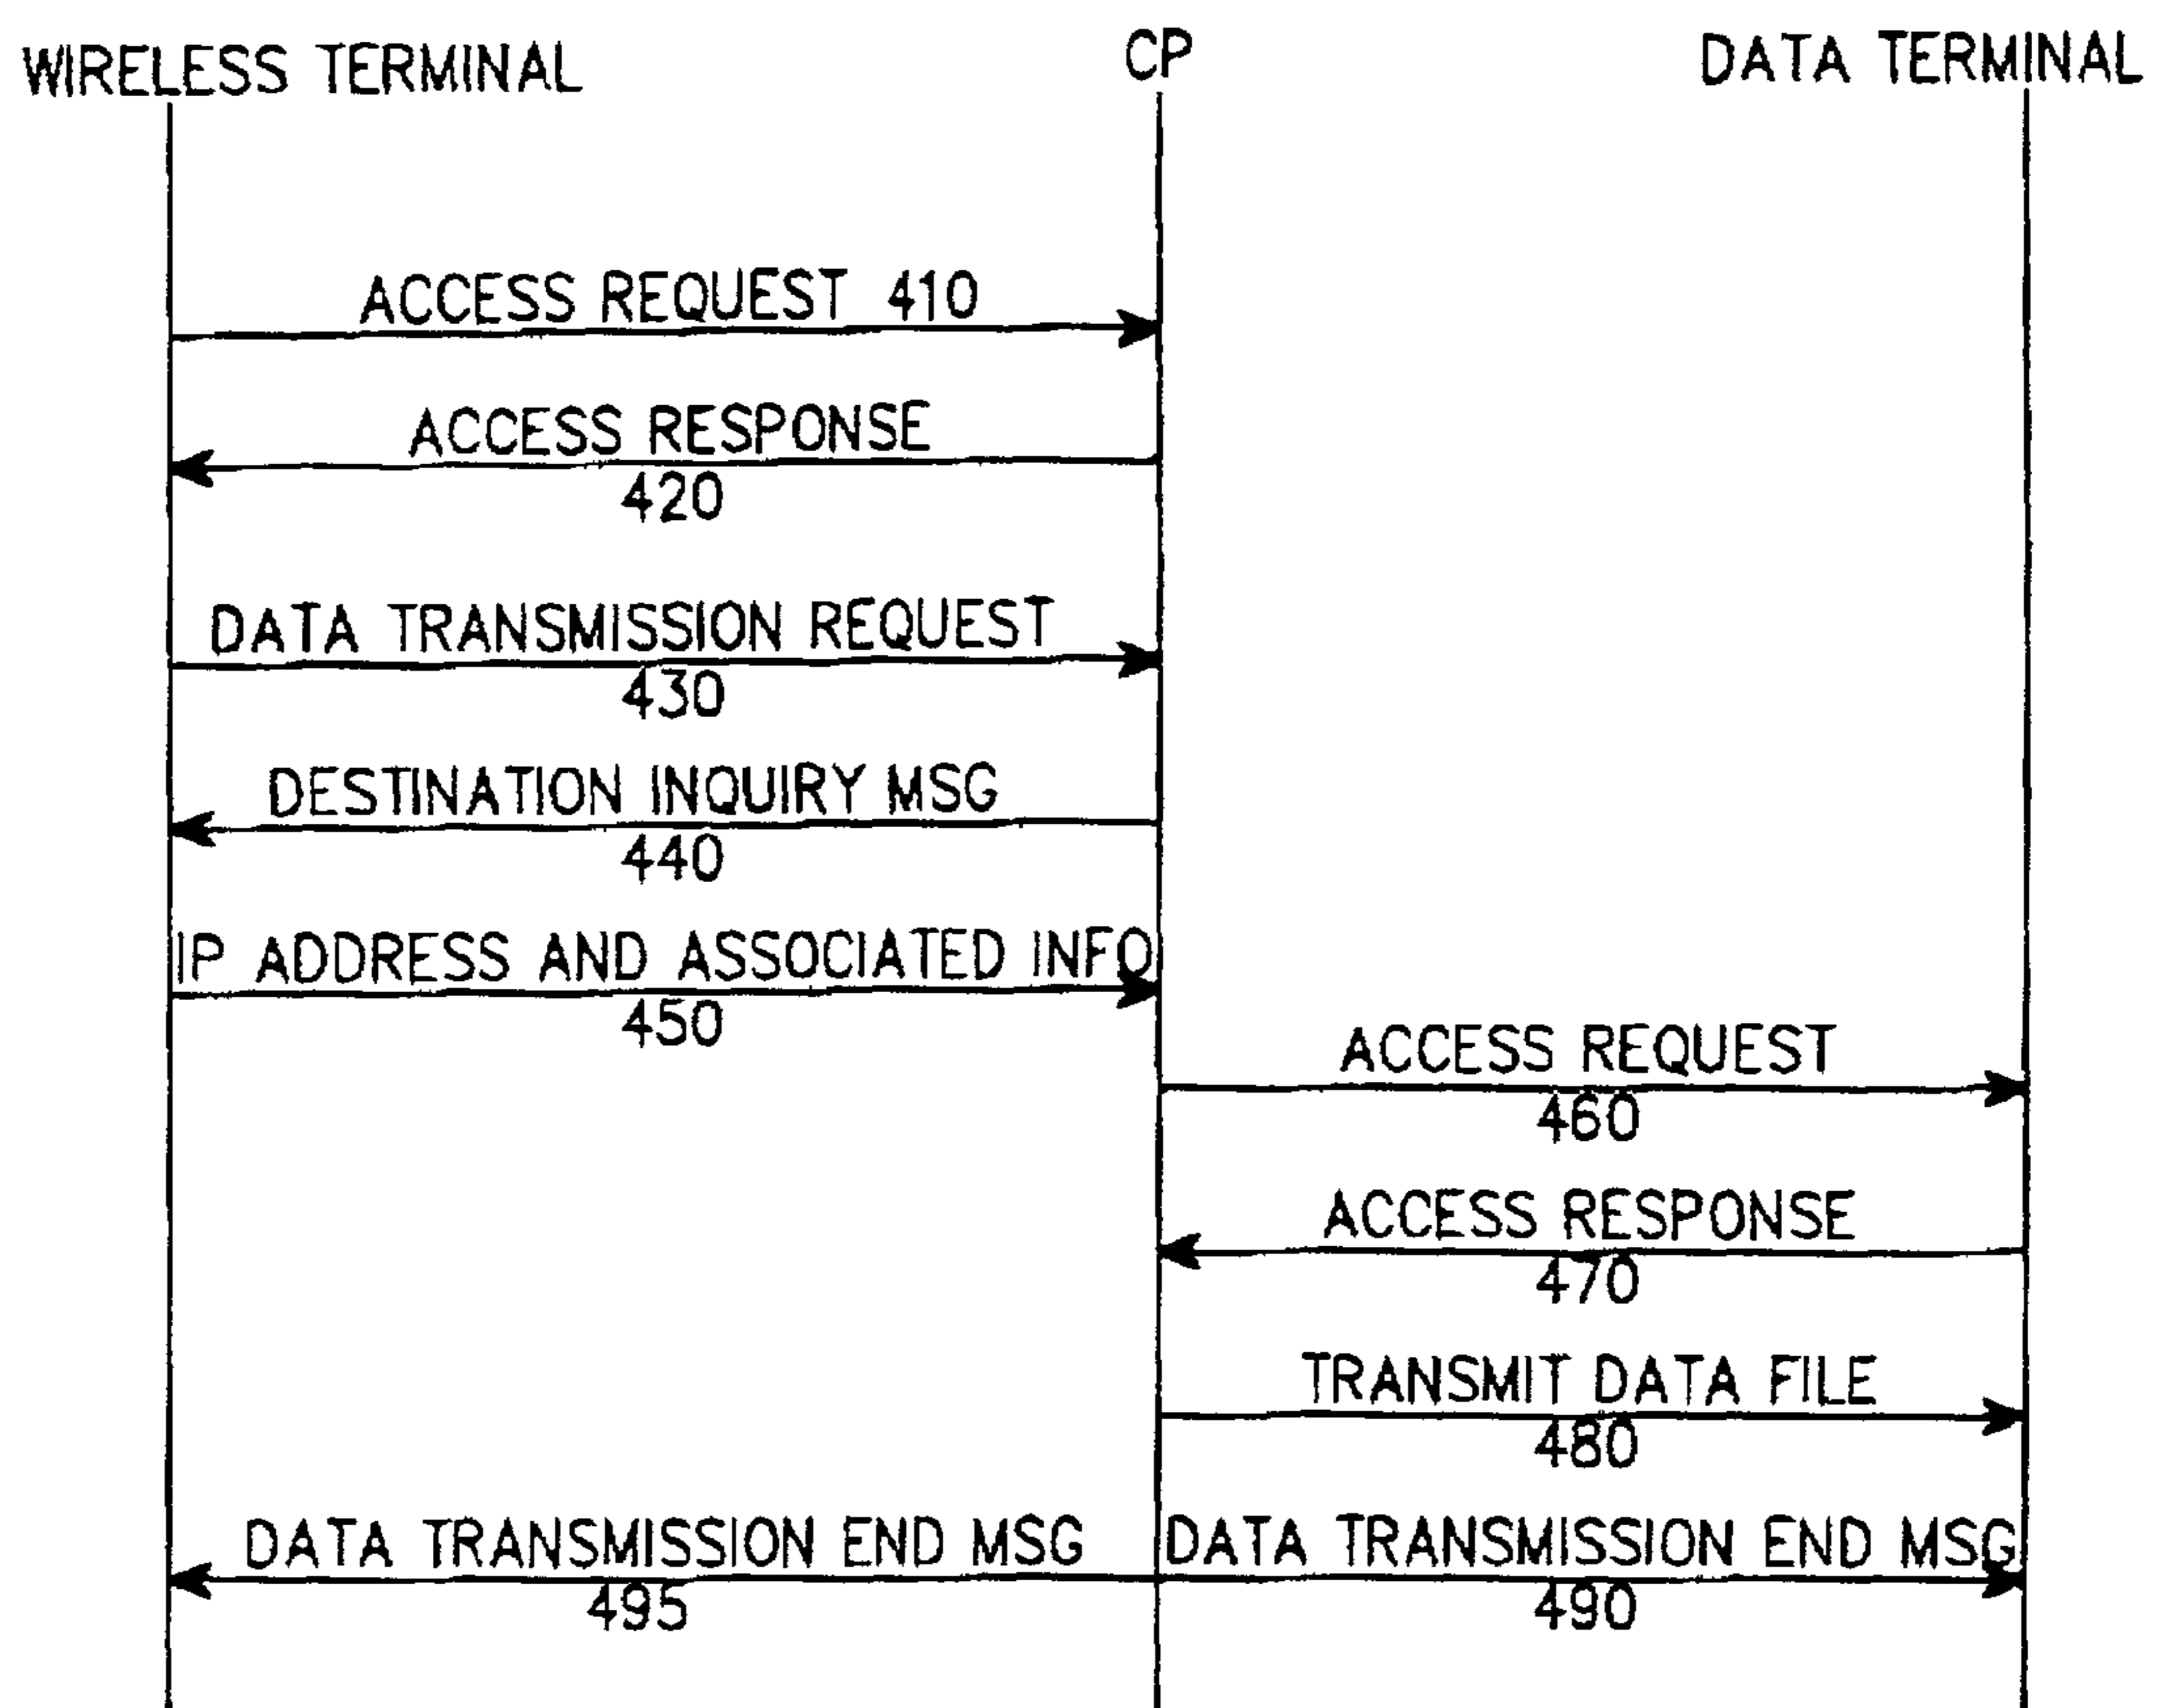 WIRELESS TERMINAL
CP
DATA TERMINAL
ACCESS REQUEST 410
ACCESS RESPONSE
420
DATA TRANSMISSION REQUEST
430
DESTINATION INQUIRY MSG
440
IP ADDRESS AND ASSOCIATED INFO
450
ACCESS REQUEST
460
ACCESS RESPONSE
470
TRANSMIT DATA FILE
480
DATA TRANSMISSION END MSG
495
DATA TRANSMISSION END MSG
490